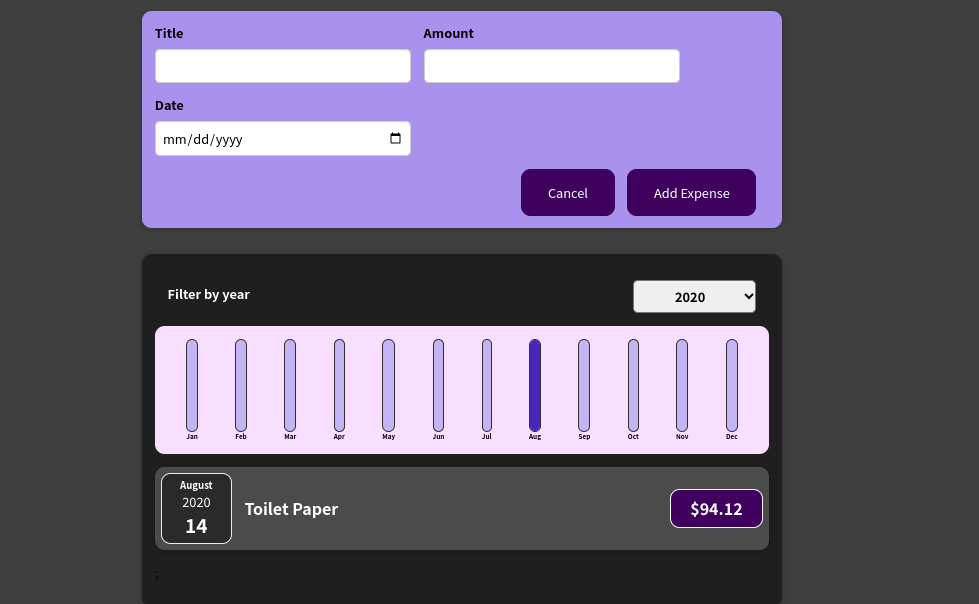 Title Amount
Date
mm/dd/yyyy
Cancel Add Expense
Filter by year 2020
Jan Feb Mar Apr May Jun Jul Aug Sep Oct Nov Dec
August
2020
14
Toilet Paper
$94.12
;